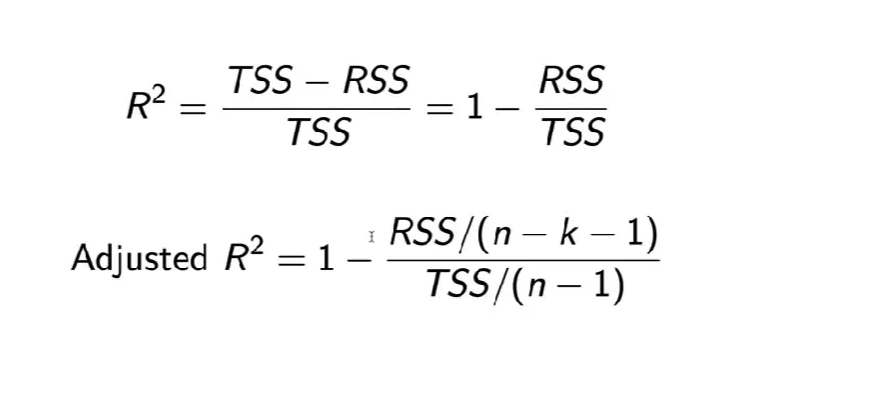 R² = (TSS − RSS)/TSS = 1 − RSS/TSS
Adjusted R² = 1 − (RSS/(n − k − 1))/(TSS/(n − 1))